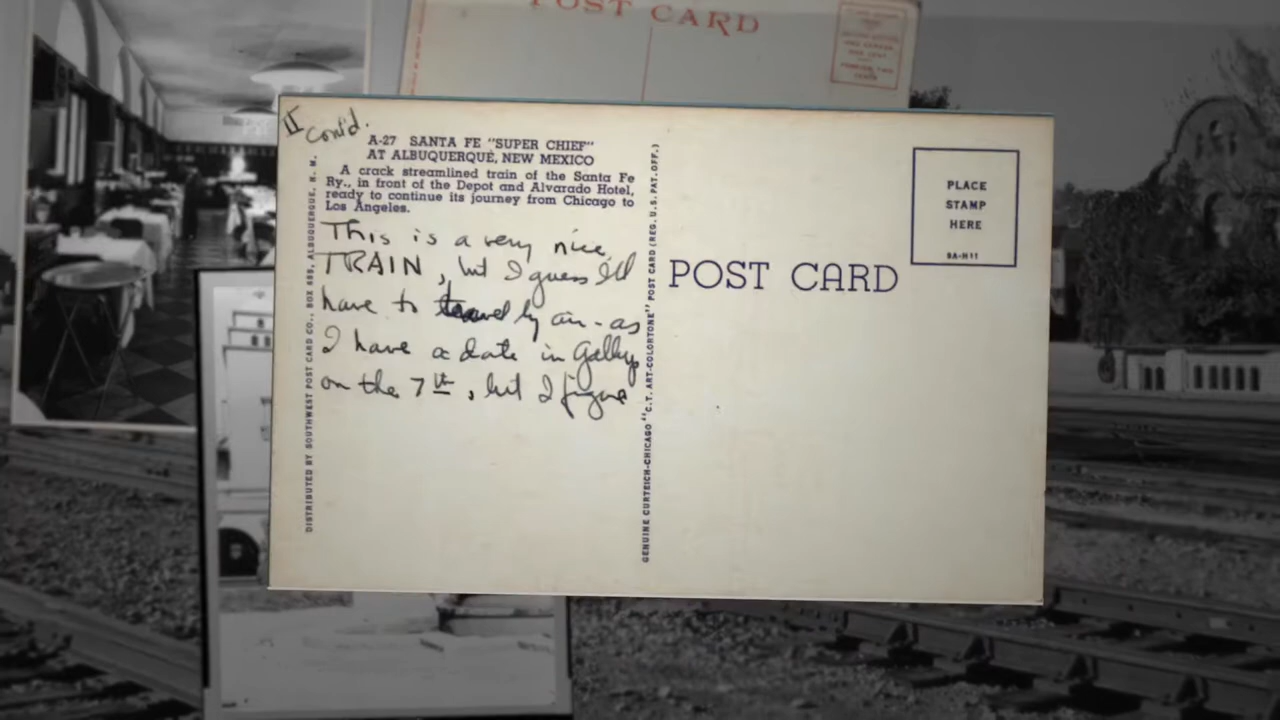 POST CARD
II Cont'd.
A-27 SANTA FE "SUPER CHIEF"
AT ALBUQUERQUE, NEW MEXICO
A crack streamlined train of the Santa Fe
Ry., in front of the Depot and Alvarado Hotel,
ready to continue its journey from Chicago to
Los Angeles.
This is a very nice
TRAIN, but I guess I'll
have to travel by air - as
I have a date in Gallup
on the 7th, but I figure
DISTRIBUTED BY SOUTHWEST POST CARD CO., BOX 685, ALBUQUERQUE, N. M.
GENUINE CURTEICH-CHICAGO "C.T. ART-COLORTONE" POST CARD (REG. U.S. PAT. OFF.)
POST CARD
PLACE
STAMP
HERE
8A-H11